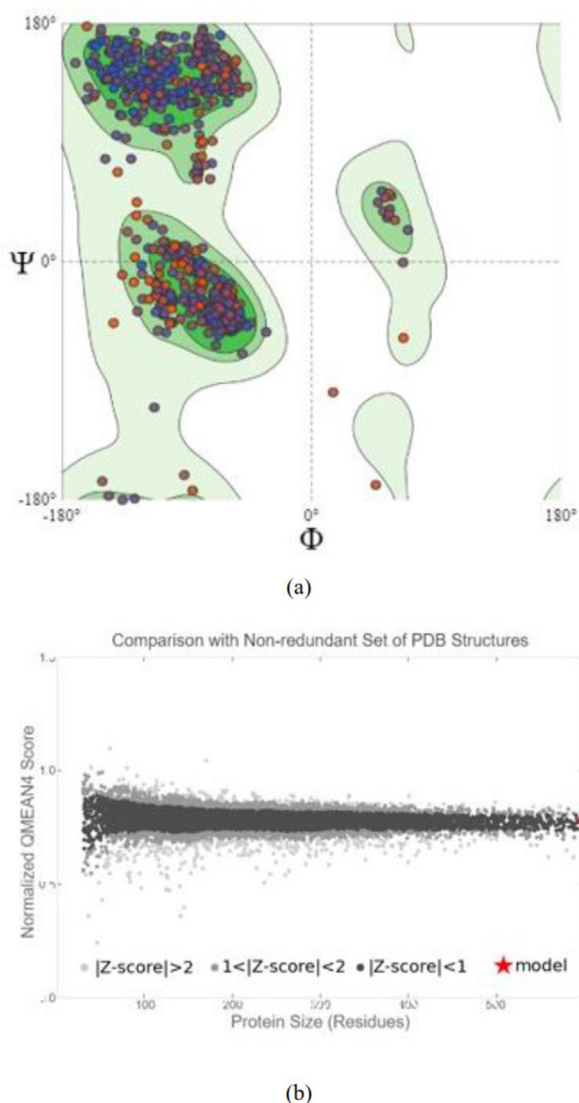 180°
Ψ 0°
-180°
-180° 0° 180°
Φ
(a)
Comparison with Non-redundant Set of PDB Structures
Normalized QMEAN4 Score
1.0
|Z-score|>2 1<|Z-score|<2 |Z-score|<1 model
100 200
Protein Size (Residues)
(b)